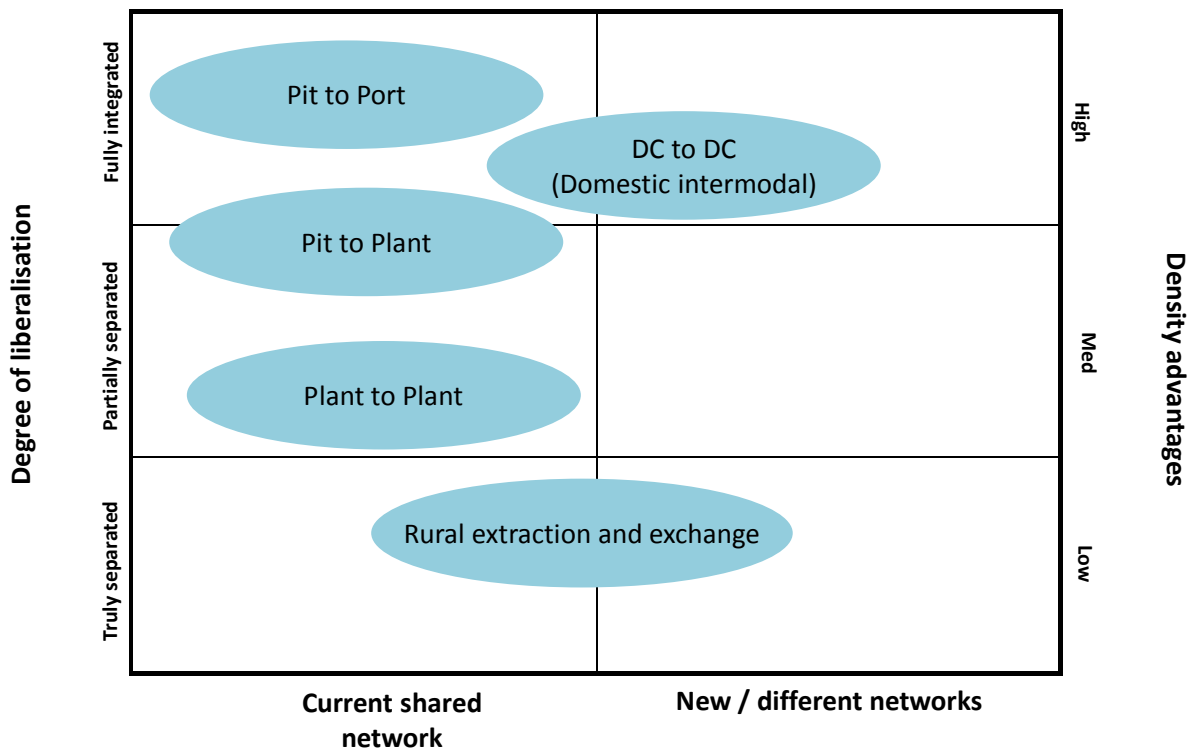 Degree of liberalisation
Fully integrated
Partially separated
Truly separated
Pit to Port
DC to DC
(Domestic intermodal)
Pit to Plant
Plant to Plant
Rural extraction and exchange
High
Med
Low
Density advantages
Current shared
network
New / different networks